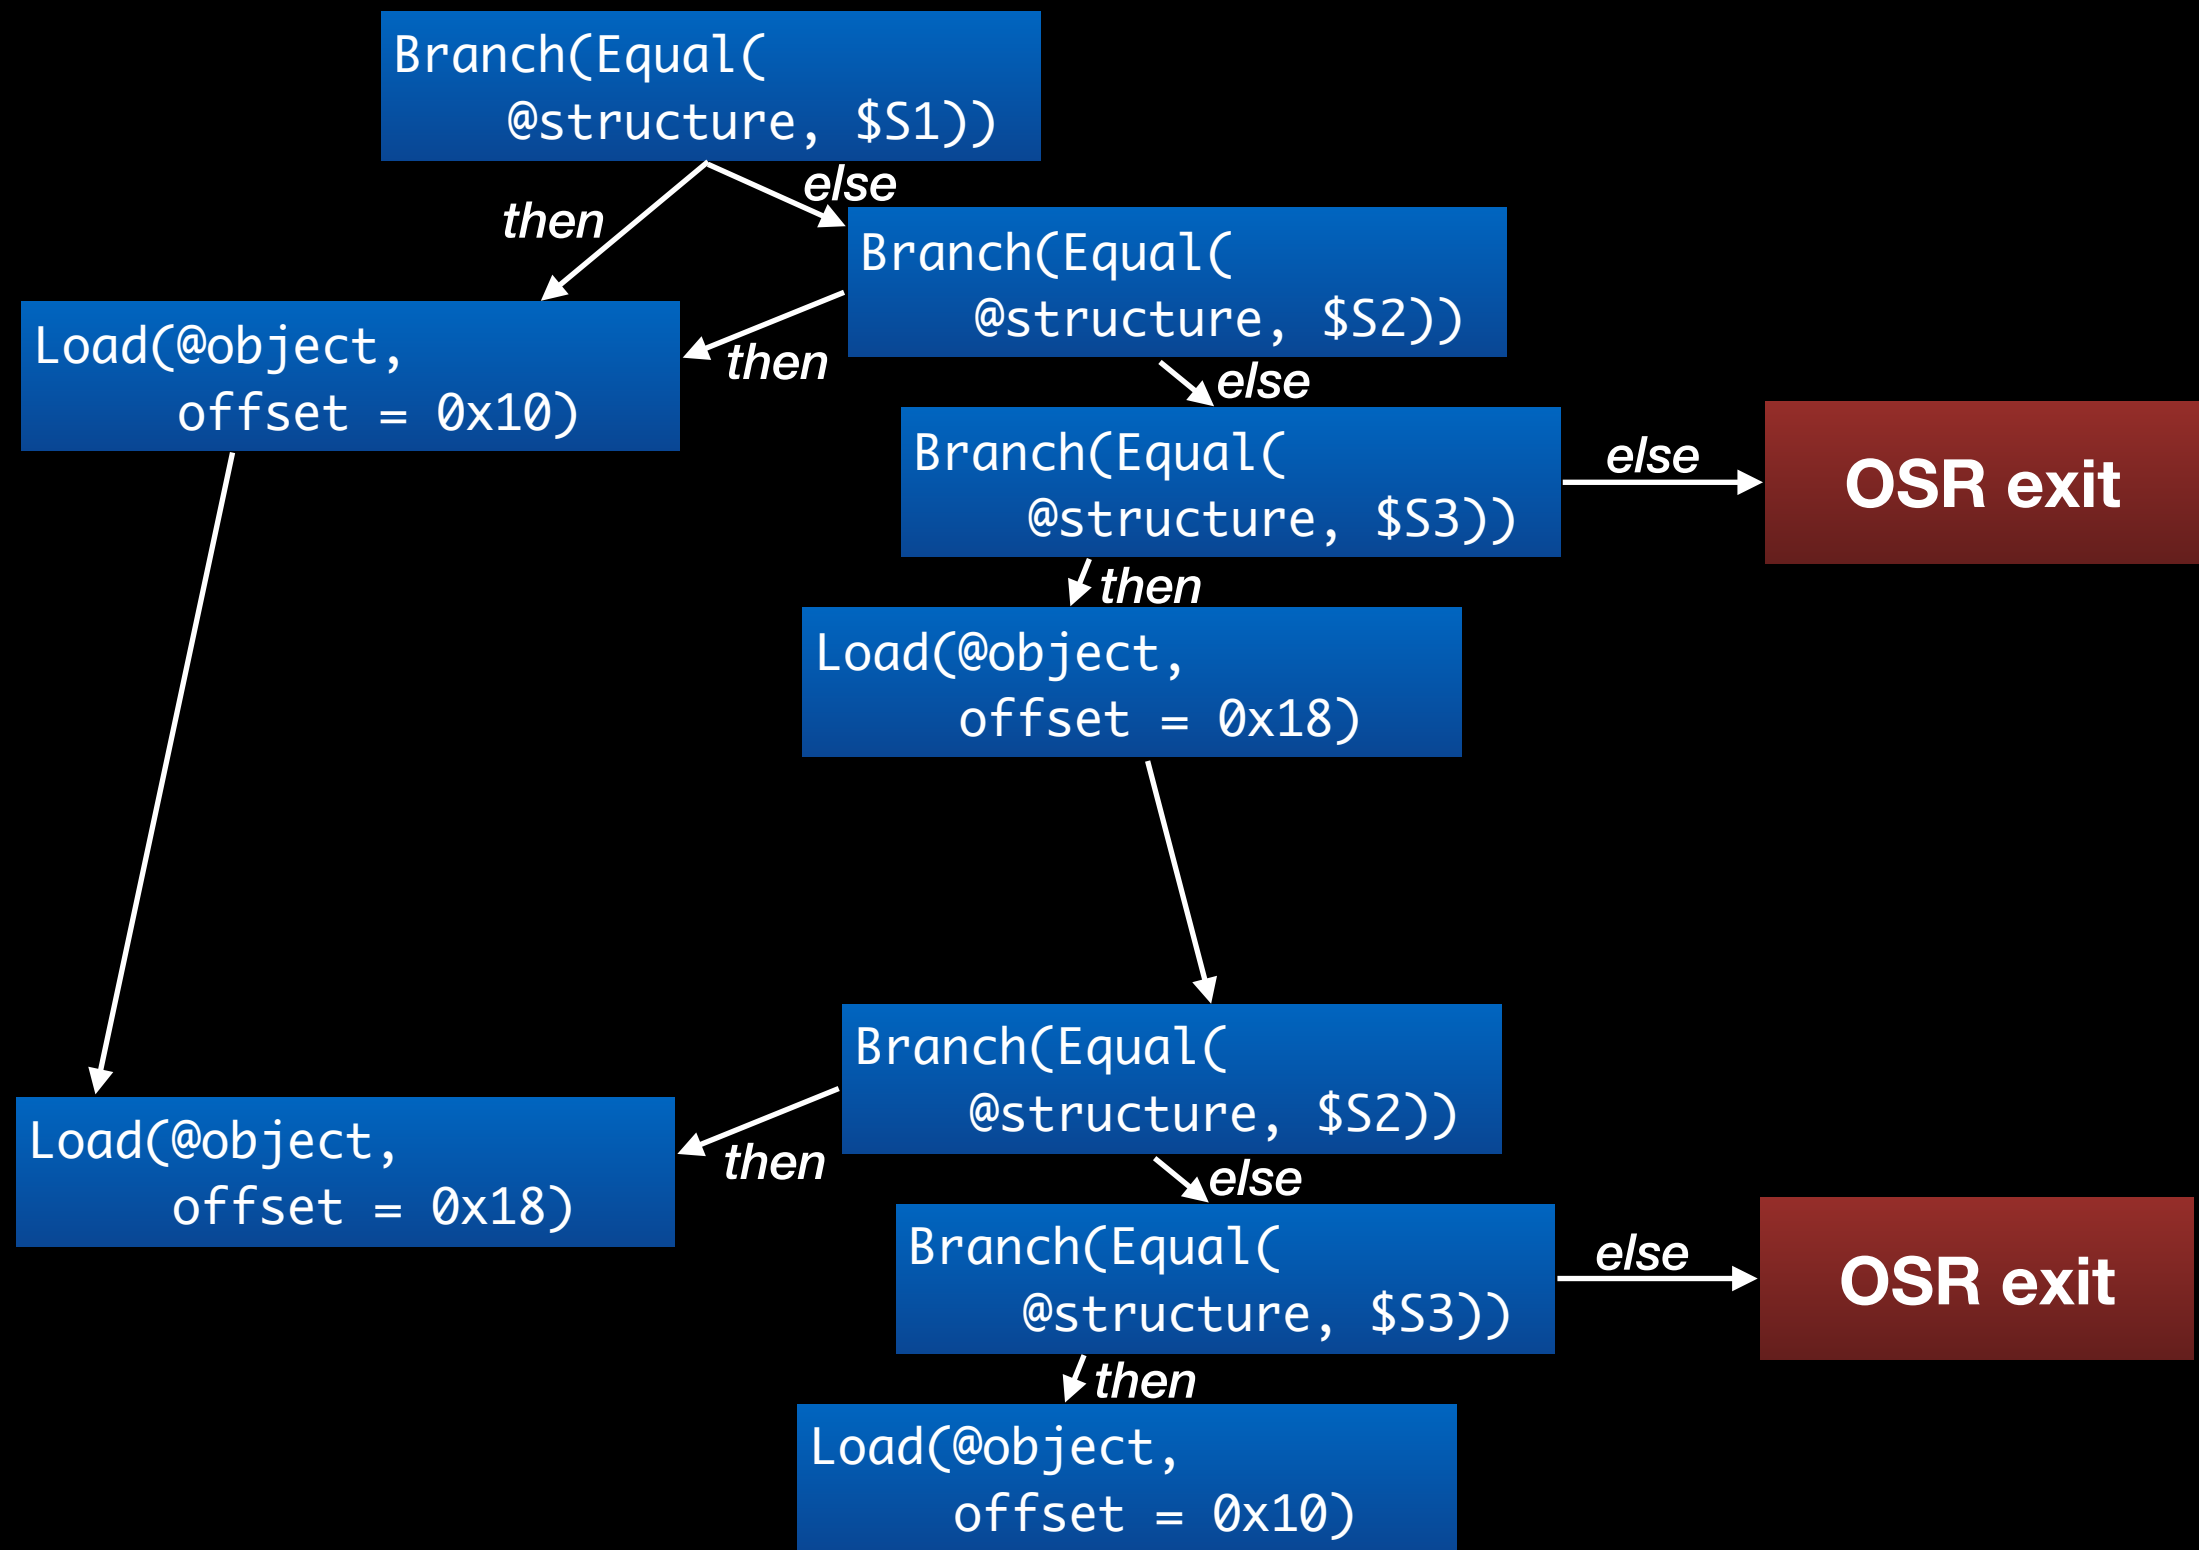 Branch(Equal(
@structure, $S1))
then
else
Branch(Equal(
@structure, $S2))
Load(@object,
offset = 0x10)
then
else
Branch(Equal(
@structure, $S3))
else
OSR exit
then
Load(@object,
offset = 0x18)
Branch(Equal(
@structure, $S2))
Load(@object,
offset = 0x18)
then
else
Branch(Equal(
@structure, $S3))
else
OSR exit
then
Load(@object,
offset = 0x10)